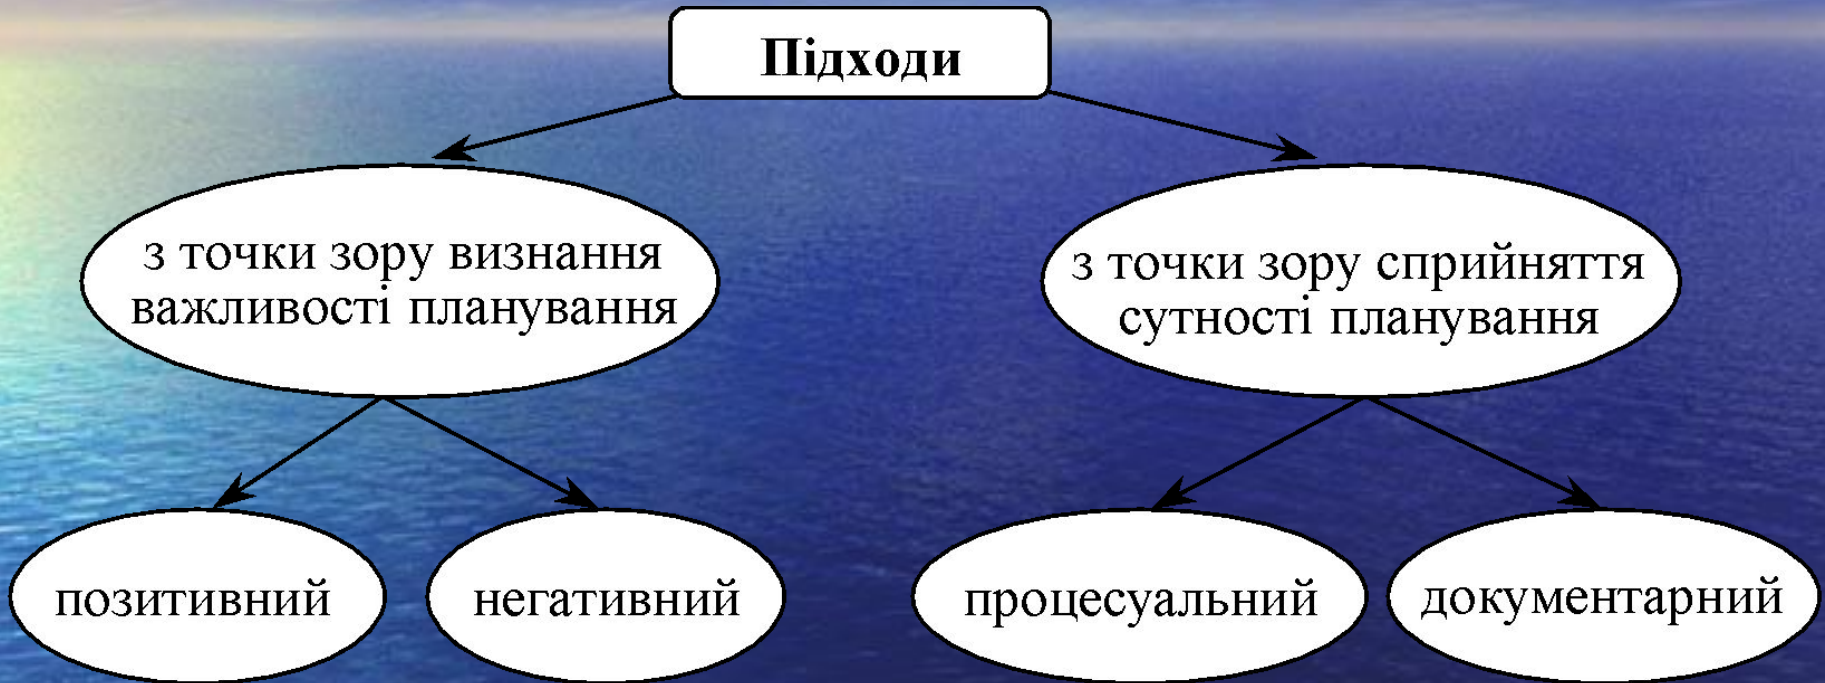 Підходи
з точки зору визнання
важливості планування
з точки зору сприйняття
сутності планування
позитивний
негативний
процесуальний
документарний